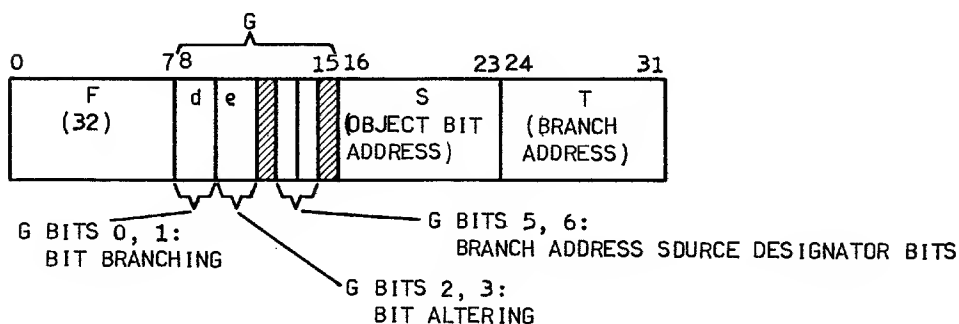 G
0 7 8 15 16 23 24 31
F d e S T
(32) (OBJECT BIT (BRANCH
ADDRESS) ADDRESS)
G BITS 0, 1:
BIT BRANCHING
G BITS 5, 6:
BRANCH ADDRESS SOURCE DESIGNATOR BITS
G BITS 2, 3:
BIT ALTERING